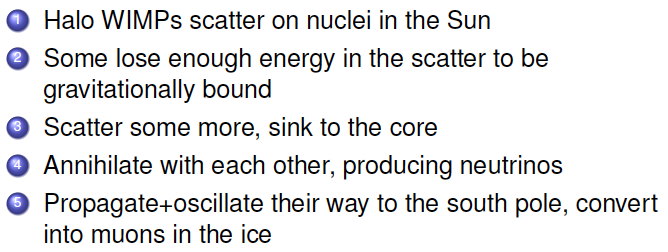 1 Halo WIMPs scatter on nuclei in the Sun
2 Some lose enough energy in the scatter to be
gravitationally bound
3 Scatter some more, sink to the core
4 Annihilate with each other, producing neutrinos
5 Propagate+oscillate their way to the south pole, convert
into muons in the ice